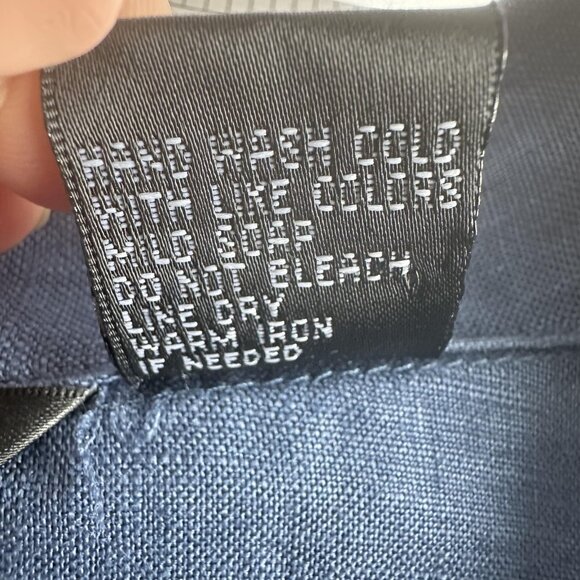 HAND WASH COLD
WITH LIKE COLORS
MILD SOAP
DO NOT BLEACH
LINE DRY
WARM IRON
IF NEEDED